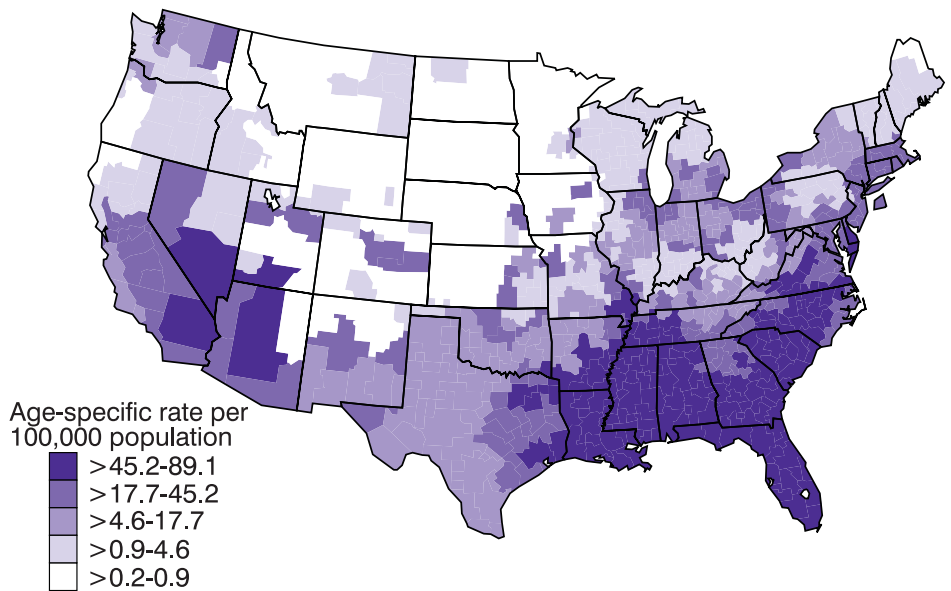 Age-specific rate per
100,000 population
>45.2-89.1
>17.7-45.2
>4.6-17.7
>0.9-4.6
>0.2-0.9